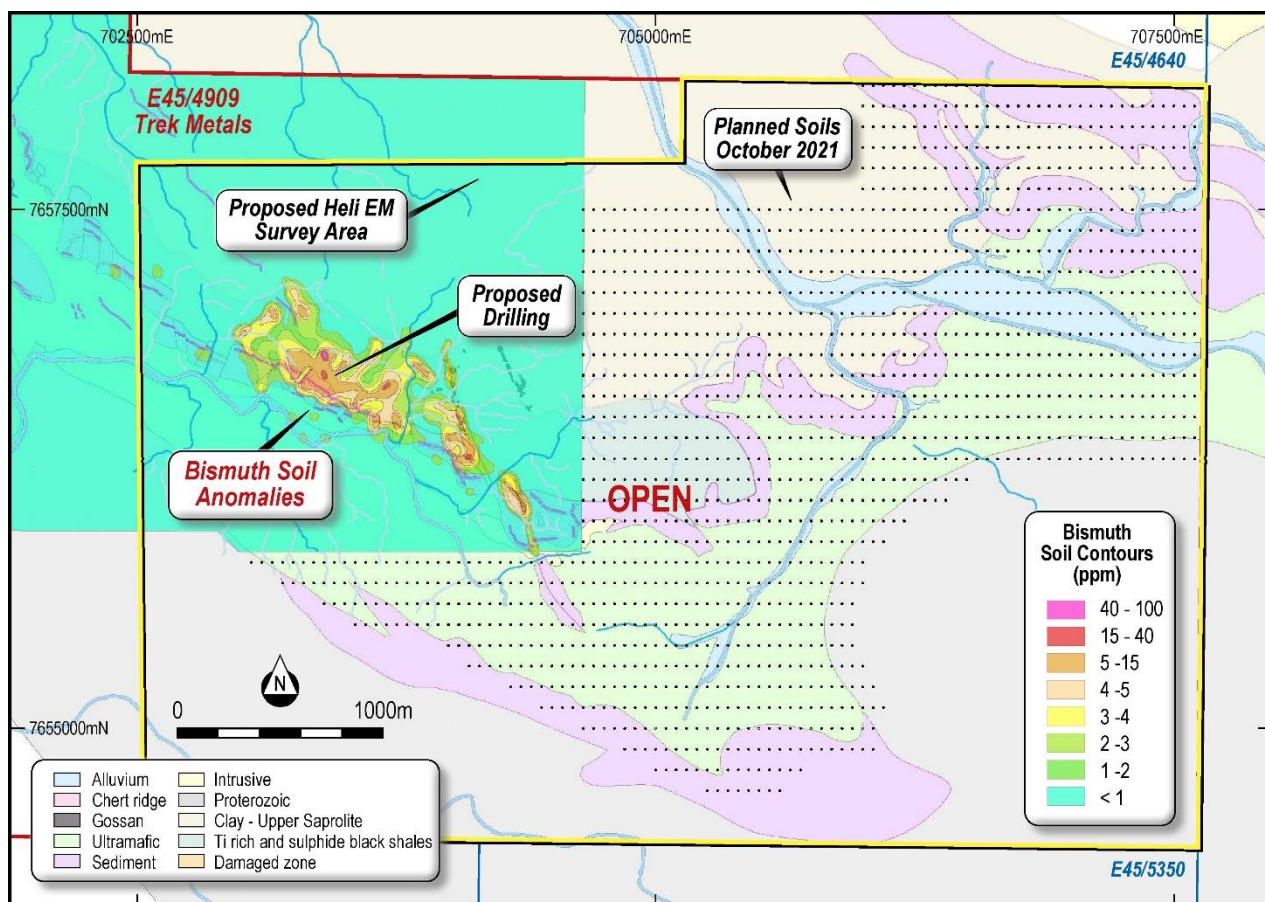 702500mE
705000mE
707500mE
E45/4640
E45/4909
Trek Metals
Planned Soils
October 2021
Proposed Heli EM
Survey Area
7657500mN
Proposed
Drilling
Bismuth Soil
Anomalies
OPEN
Bismuth
Soil Contours
(ppm)
40 - 100
15 - 40
5 -15
4 -5
3 -4
2 -3
1 -2
< 1
N
0 1000m
7655000mN
Alluvium
Chert ridge
Gossan
Ultramafic
Sediment
Intrusive
Proterozoic
Clay - Upper Saprolite
Ti rich and sulphide black shales
Damaged zone
E45/5350